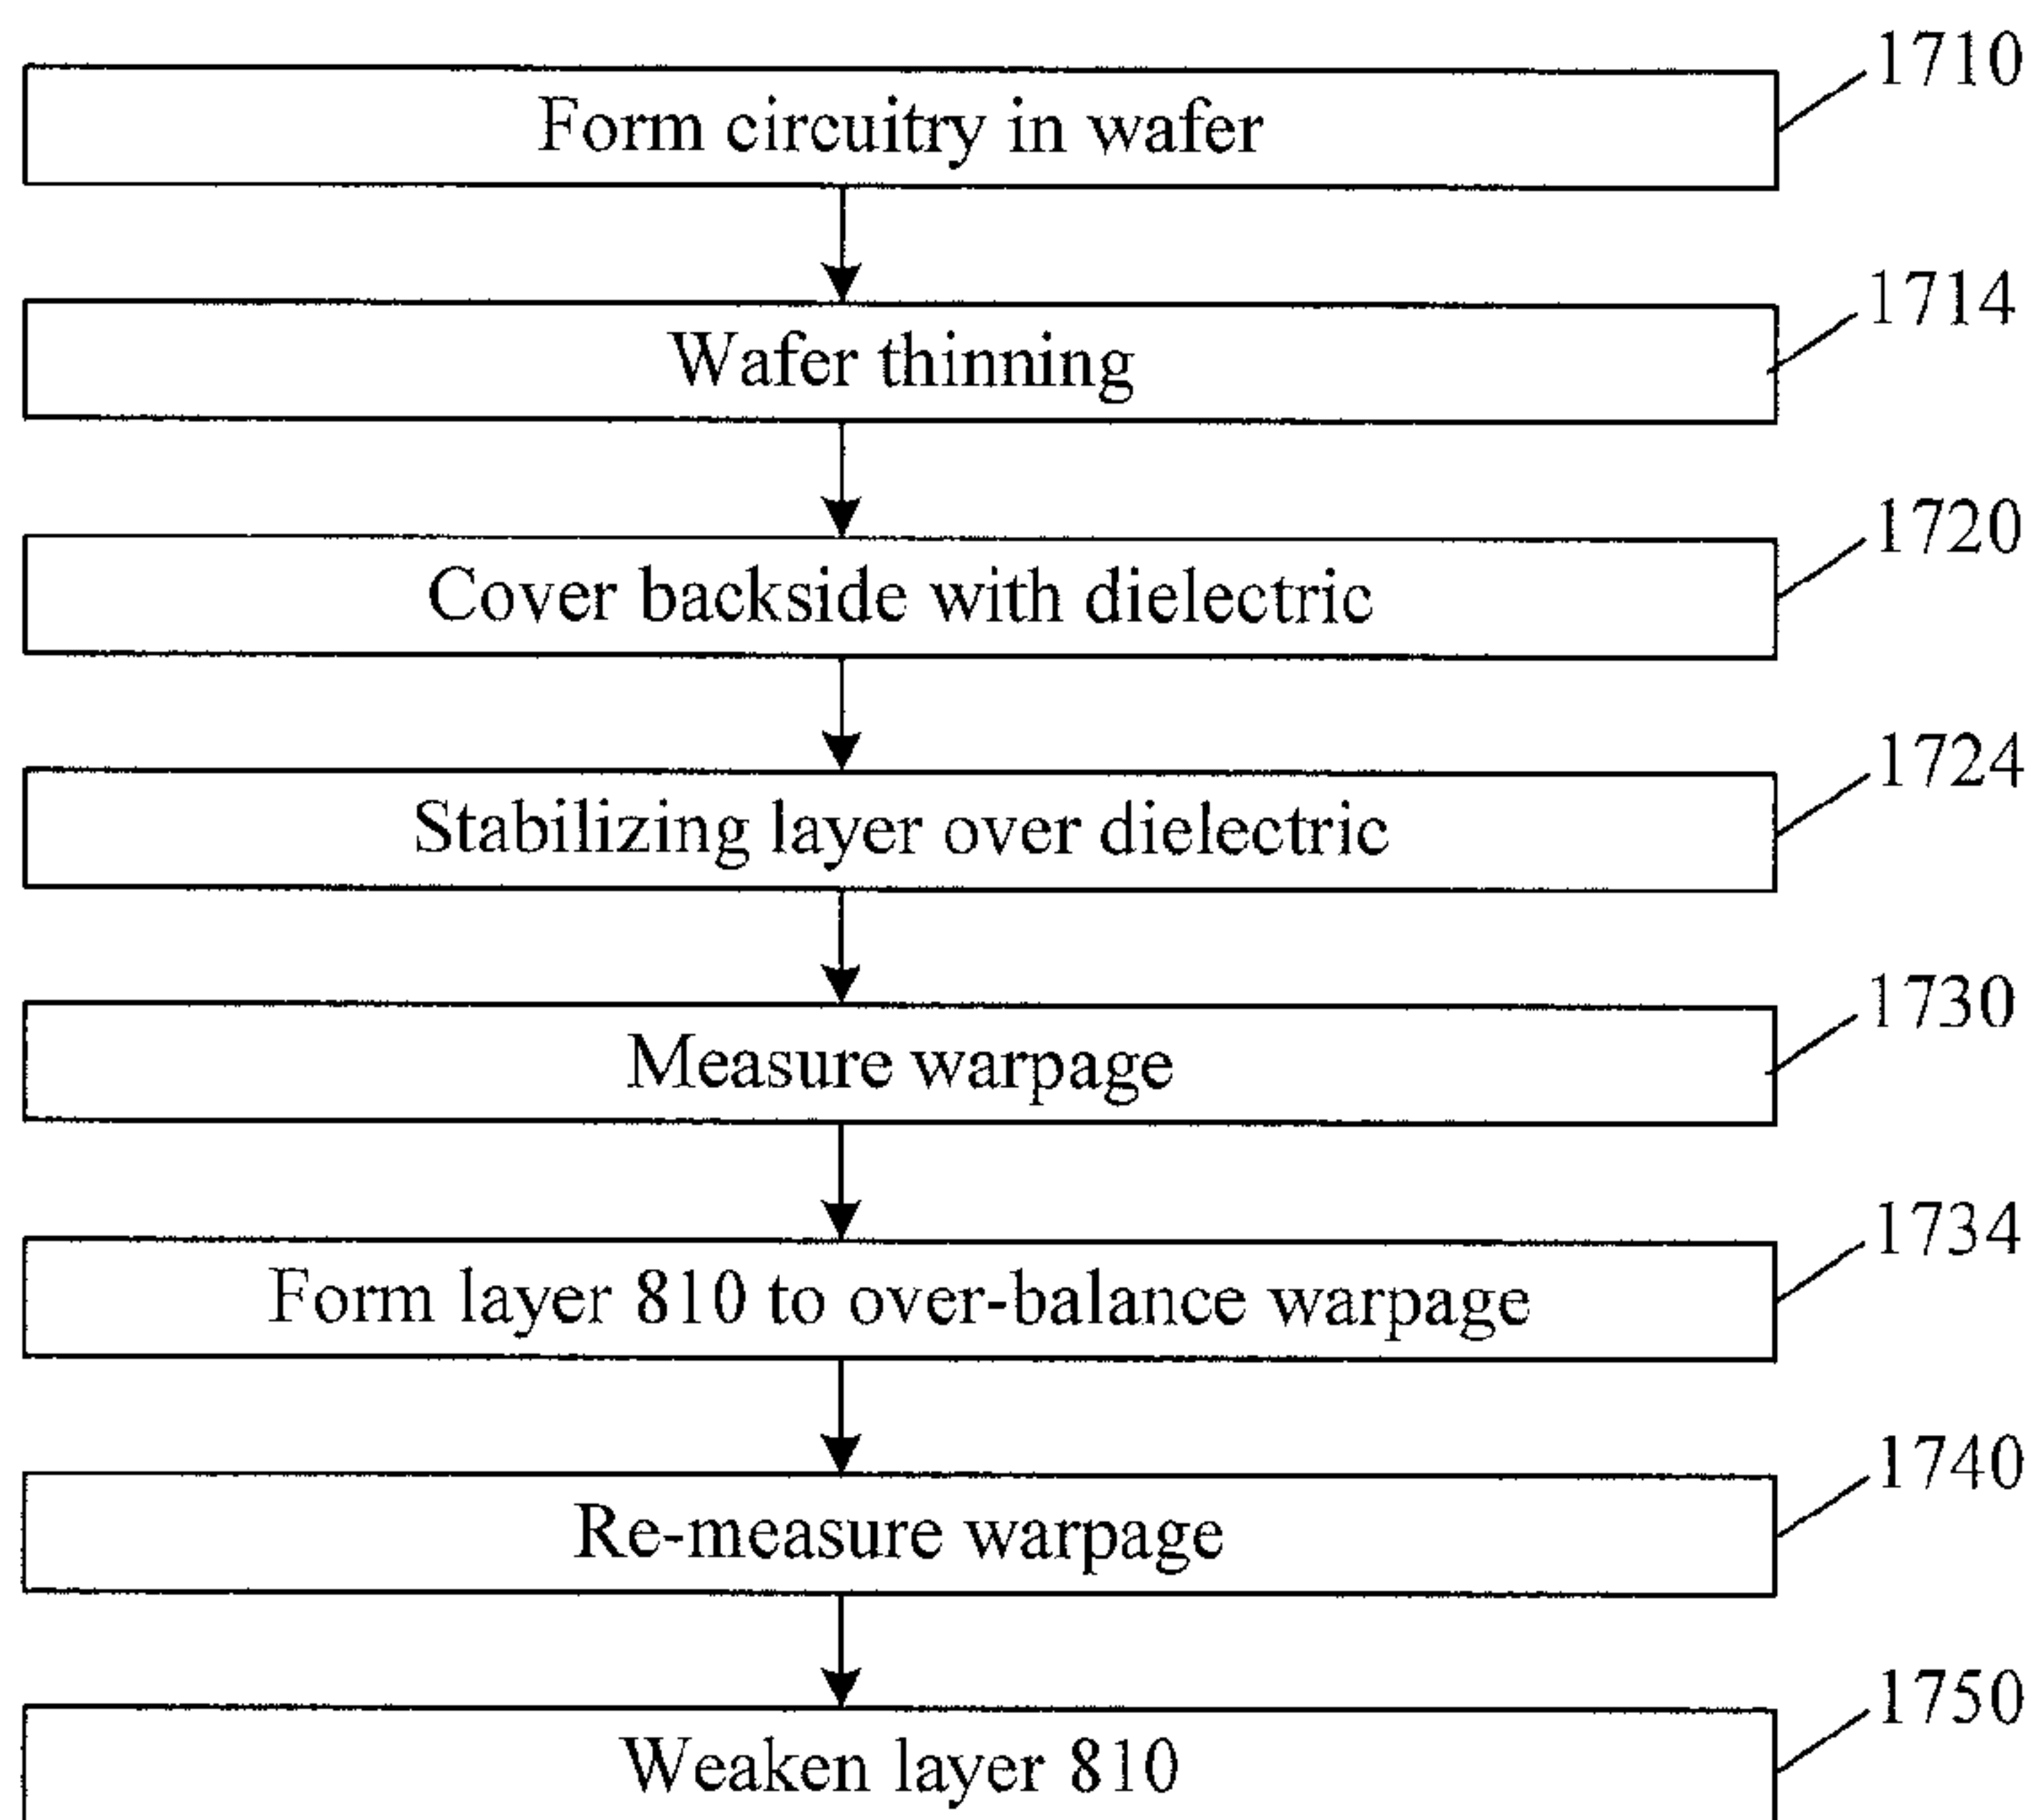 1710
Form circuitry in wafer
1714
Wafer thinning
1720
Cover backside with dielectric
1724
Stabilizing layer over dielectric
1730
Measure warpage
1734
Form layer 810 to over-balance warpage
1740
Re-measure warpage
1750
Weaken layer 810